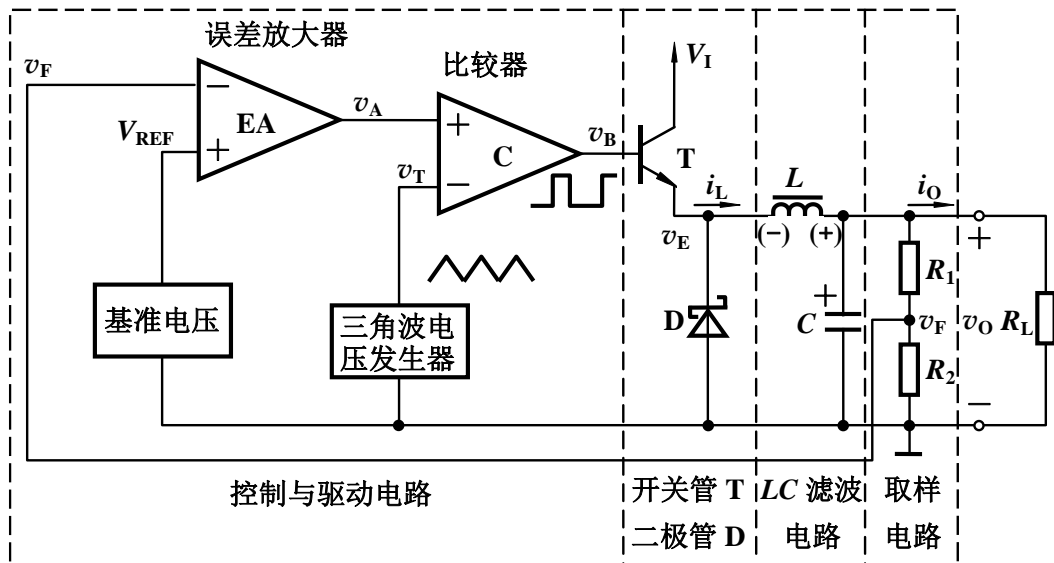 误差放大器
v_F
比较器
V_I
−
EA
v_A
V_REF
+
+
v_B
T
C
v_T
−
i_L
L
i_O
v_E
(−) (+)
+
R_1
基准电压
三角波电
压发生器
D
+
C
v_F
v_O
R_L
R_2
−
控制与驱动电路
开关管 T
二极管 D
LC 滤波
电路
取样
电路